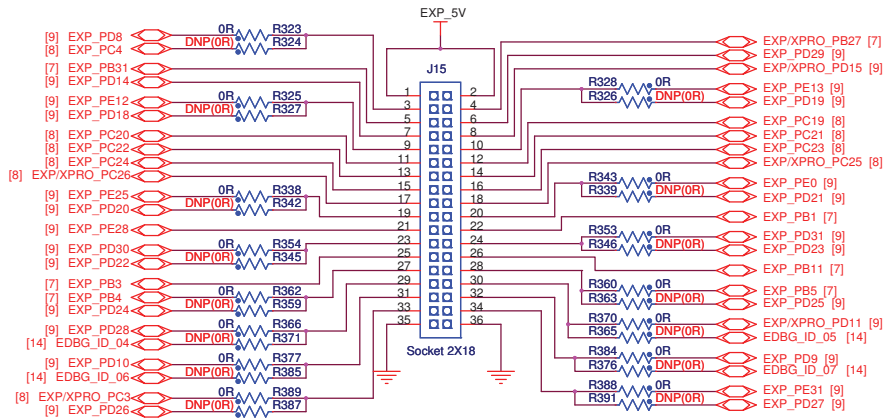 EXP_5V
J15
[9] EXP_PD8 0R R323
[8] EXP_PC4 DNP(0R) R324
[7] EXP_PB31
[9] EXP_PD14
[9] EXP_PE12 0R R325
[9] EXP_PD18 DNP(0R) R327
[8] EXP_PC20
[8] EXP_PC22
[8] EXP_PC24
[8] EXP/XPRO_PC26
[9] EXP_PE25 0R R338
[9] EXP_PD20 DNP(0R) R342
[9] EXP_PE28
[9] EXP_PD30 0R R354
[9] EXP_PD22 DNP(0R) R345
[7] EXP_PB3
[7] EXP_PB4 0R R362
[9] EXP_PD24 DNP(0R) R359
[9] EXP_PD28 0R R366
[14] EDBG_ID_04 DNP(0R) R371
[9] EXP_PD10 0R R377
[14] EDBG_ID_06 DNP(0R) R385
[8] EXP/XPRO_PC3 0R R389
[9] EXP_PD26 DNP(0R) R387
1 2
3 4
5 6
7 8
9 10
11 12
13 14
15 16
17 18
19 20
21 22
23 24
25 26
27 28
29 30
31 32
33 34
35 36
Socket 2X18
EXP/XPRO_PB27 [7]
EXP_PD29 [9]
EXP/XPRO_PD15 [9]
R328 0R EXP_PE13 [9]
R326 DNP(0R) EXP_PD19 [9]
EXP_PC19 [8]
EXP_PC21 [8]
EXP_PC23 [8]
EXP/XPRO_PC25 [8]
R343 0R EXP_PE0 [9]
R339 DNP(0R) EXP_PD21 [9]
EXP_PB1 [7]
R353 0R EXP_PD31 [9]
R346 DNP(0R) EXP_PD23 [9]
EXP_PB11 [7]
R360 0R EXP_PB5 [7]
R363 DNP(0R) EXP_PD25 [9]
R370 0R EXP/XPRO_PD11 [9]
R365 DNP(0R) EDBG_ID_05 [14]
R384 0R EXP_PD9 [9]
R376 DNP(0R) EDBG_ID_07 [14]
R388 0R EXP_PE31 [9]
R391 DNP(0R) EXP_PD27 [9]